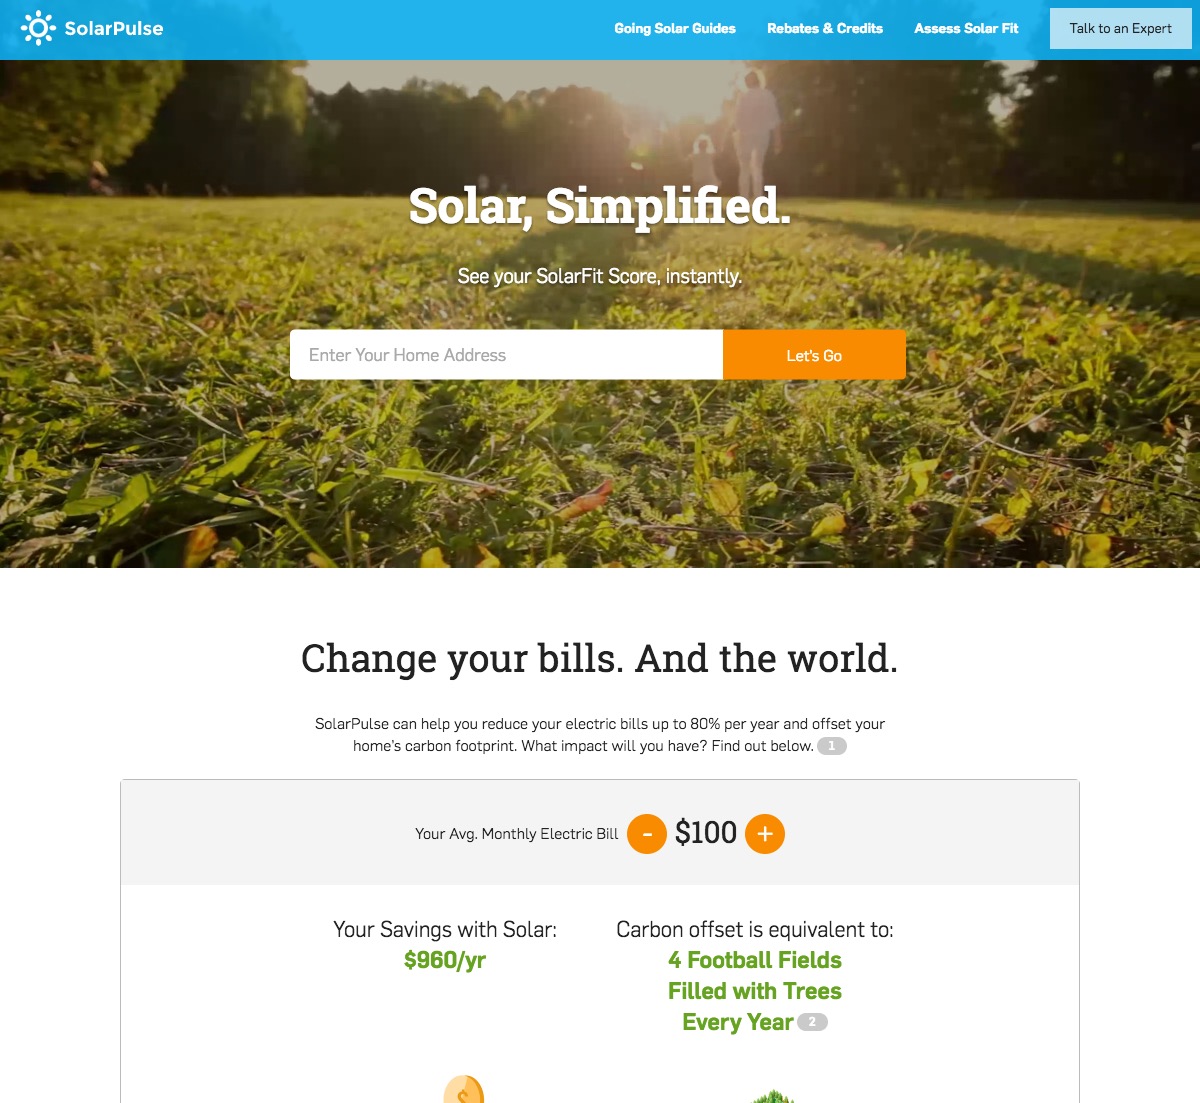 SolarPulse
Going Solar Guides
Rebates & Credits
Assess Solar Fit
Talk to an Expert
Solar, Simplified.
See your SolarFit Score, instantly.
Enter Your Home Address
Let's Go
Change your bills. And the world.
SolarPulse can help you reduce your electric bills up to 80% per year and offset your
home's carbon footprint. What impact will you have? Find out below. 1
Your Avg. Monthly Electric Bill - $100 +
Your Savings with Solar:
$960/yr
Carbon offset is equivalent to:
4 Football Fields
Filled with Trees
Every Year 2
$